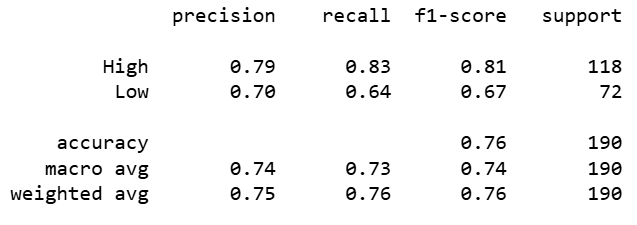 precision recall f1-score support
High 0.79 0.83 0.81 118
Low 0.70 0.64 0.67 72
accuracy 0.76 190
macro avg 0.74 0.73 0.74 190
weighted avg 0.75 0.76 0.76 190